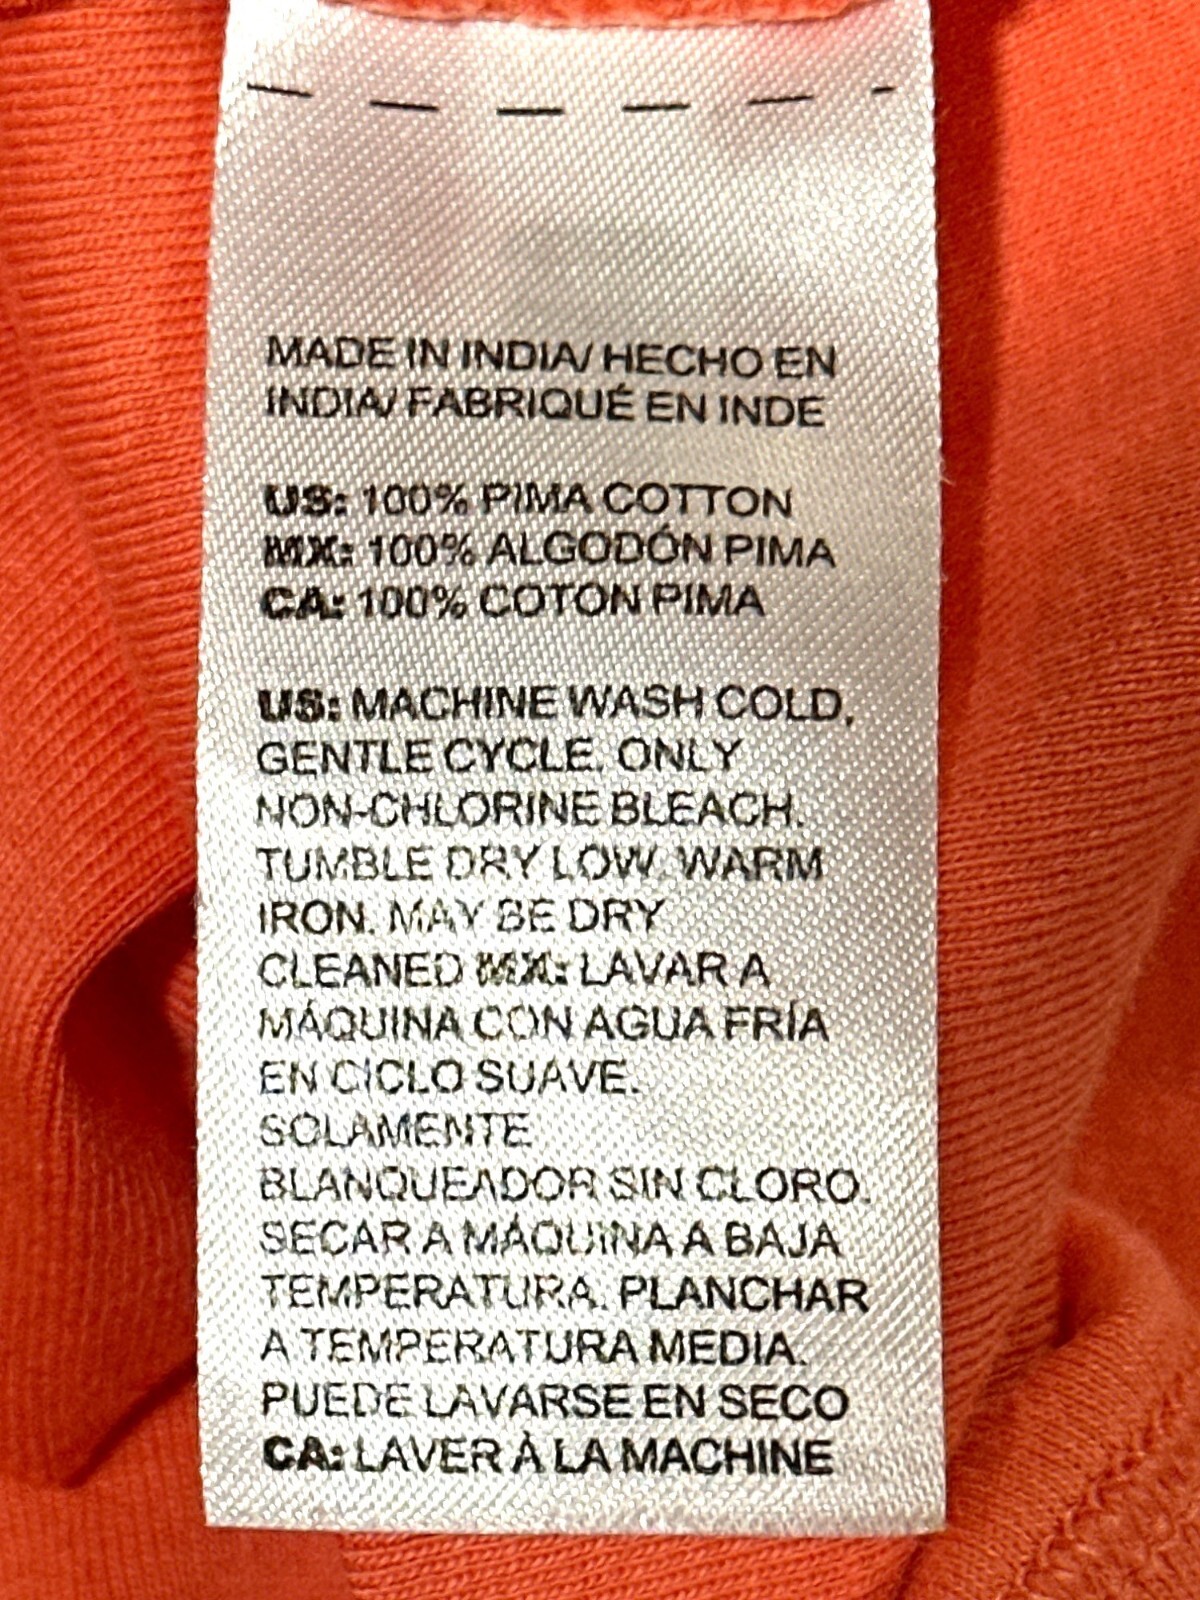 MADE IN INDIA/ HECHO EN
INDIA/ FABRIQUÉ EN INDE
US: 100% PIMA COTTON
MX: 100% ALGODÓN PIMA
CA: 100% COTON PIMA
US: MACHINE WASH COLD,
GENTLE CYCLE. ONLY
NON-CHLORINE BLEACH.
TUMBLE DRY LOW. WARM
IRON. MAY BE DRY
CLEANED MX: LAVAR A
MÁQUINA CON AGUA FRÍA
EN CICLO SUAVE.
SOLAMENTE
BLANQUEADOR SIN CLORO.
SECAR A MÁQUINA A BAJA
TEMPERATURA. PLANCHAR
A TEMPERATURA MEDIA.
PUEDE LAVARSE EN SECO
CA: LAVER À LA MACHINE